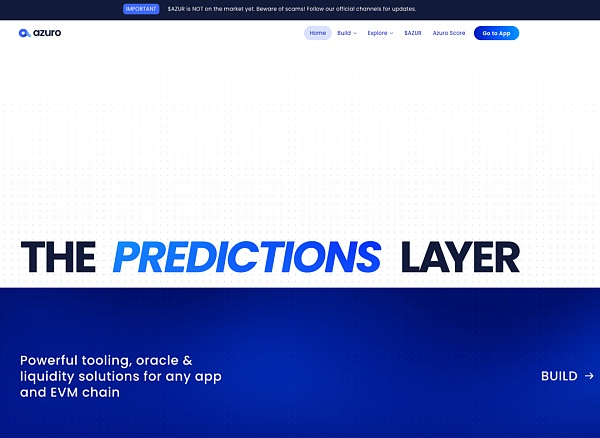 IMPORTANT $AZUR is NOT on the market yet. Beware of scams! Follow our official channels for updates.
azuro Home Build Explore $AZUR Azuro Score Go to App
THE PREDICTIONS LAYER
Powerful tooling, oracle &
liquidity solutions for any app
and EVM chain
BUILD →